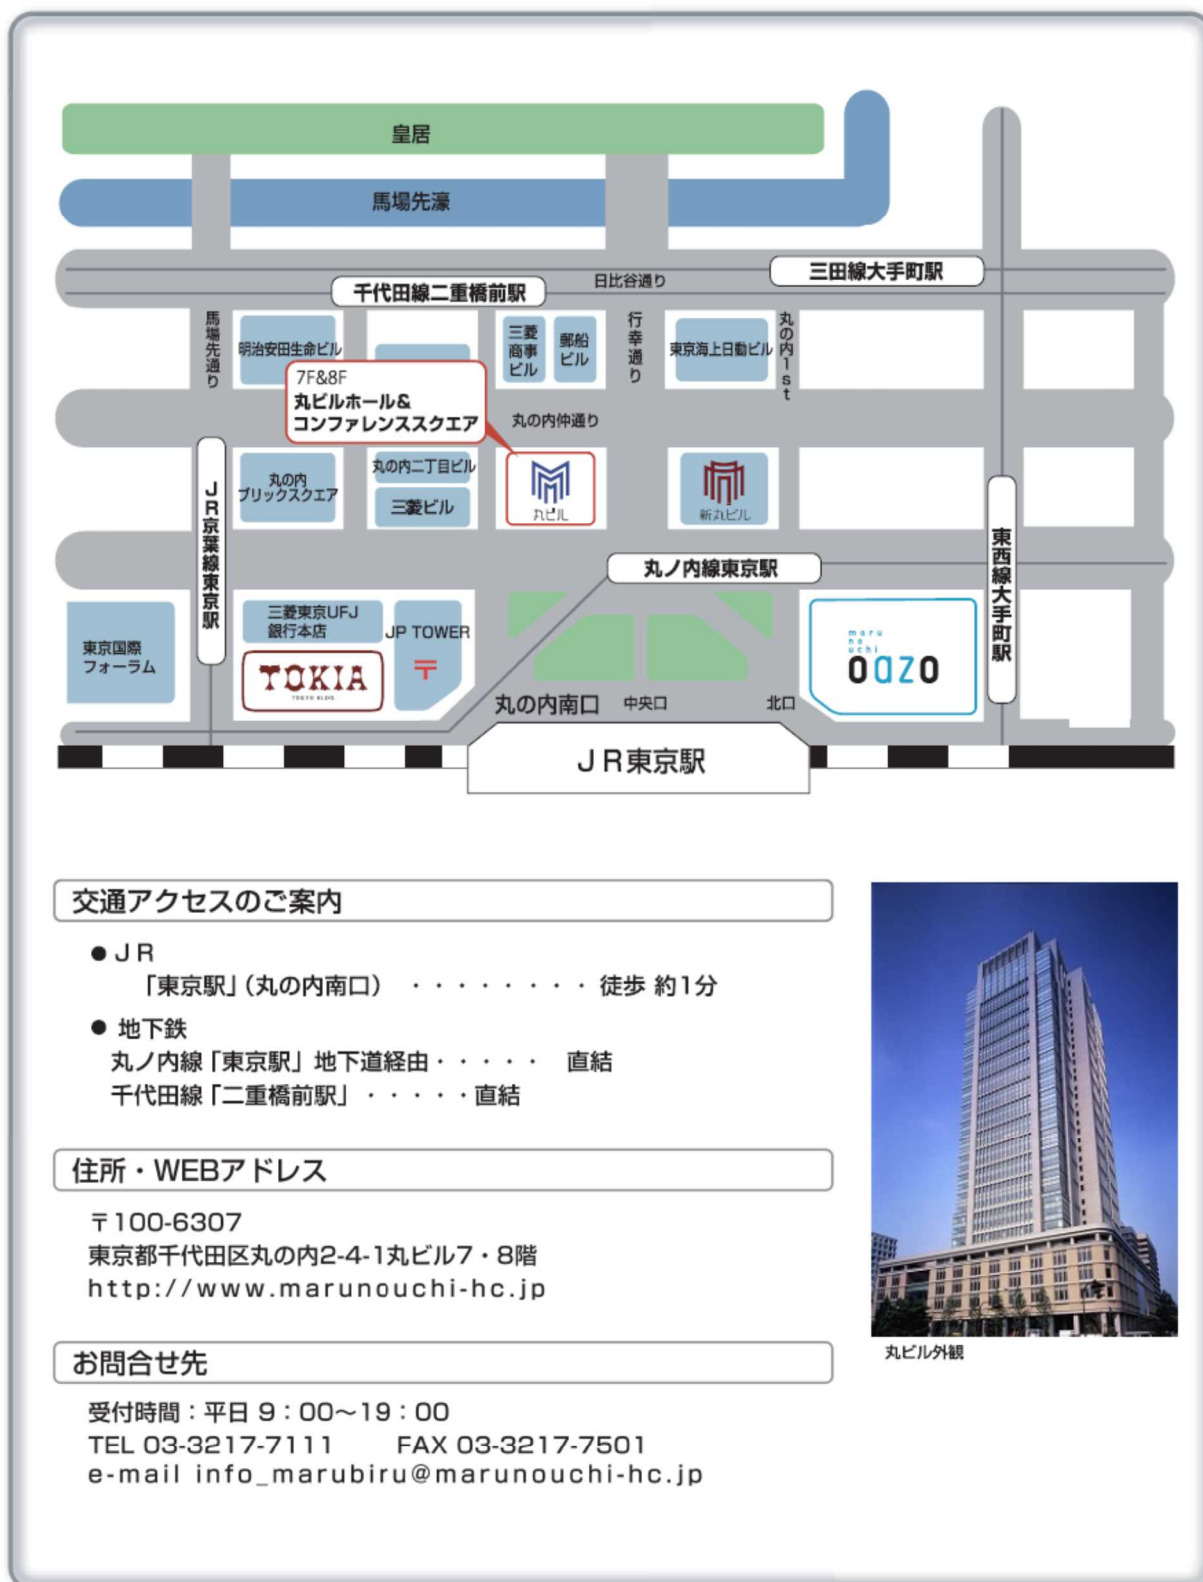 皇居
馬場先濠
三田線大手町駅
日比谷通り
千代田線二重橋前駅
馬場先通り
明治安田生命ビル
三菱
商事
ビル
郵船
ビル
行幸通り
東京海上日動ビル
丸の内1st
7F&8F
丸ビルホール&
コンファレンススクエア
丸の内仲通り
JR京葉線東京駅
丸の内
ブリックスクエア
丸の内二丁目ビル
三菱ビル
丸ビル
新丸ビル
東西線大手町駅
丸ノ内線東京駅
東京国際
フォーラム
三菱東京UFJ
銀行本店
TOKIA
TOKYO BLDG.
JP TOWER
〒
maru
no
uchi
oazo
丸の内南口
中央口
北口
JR東京駅
交通アクセスのご案内
● JR
「東京駅」(丸の内南口) ・・・・・・・・ 徒歩 約1分
● 地下鉄
丸ノ内線「東京駅」地下道経由・・・・・ 直結
千代田線「二重橋前駅」・・・・・直結
住所・WEBアドレス
〒100-6307
東京都千代田区丸の内2-4-1丸ビル7・8階
http://www.marunouchi-hc.jp
丸ビル外観
お問合せ先
受付時間：平日 9：00〜19：00
TEL 03-3217-7111 FAX 03-3217-7501
e-mail info_marubiru@marunouchi-hc.jp